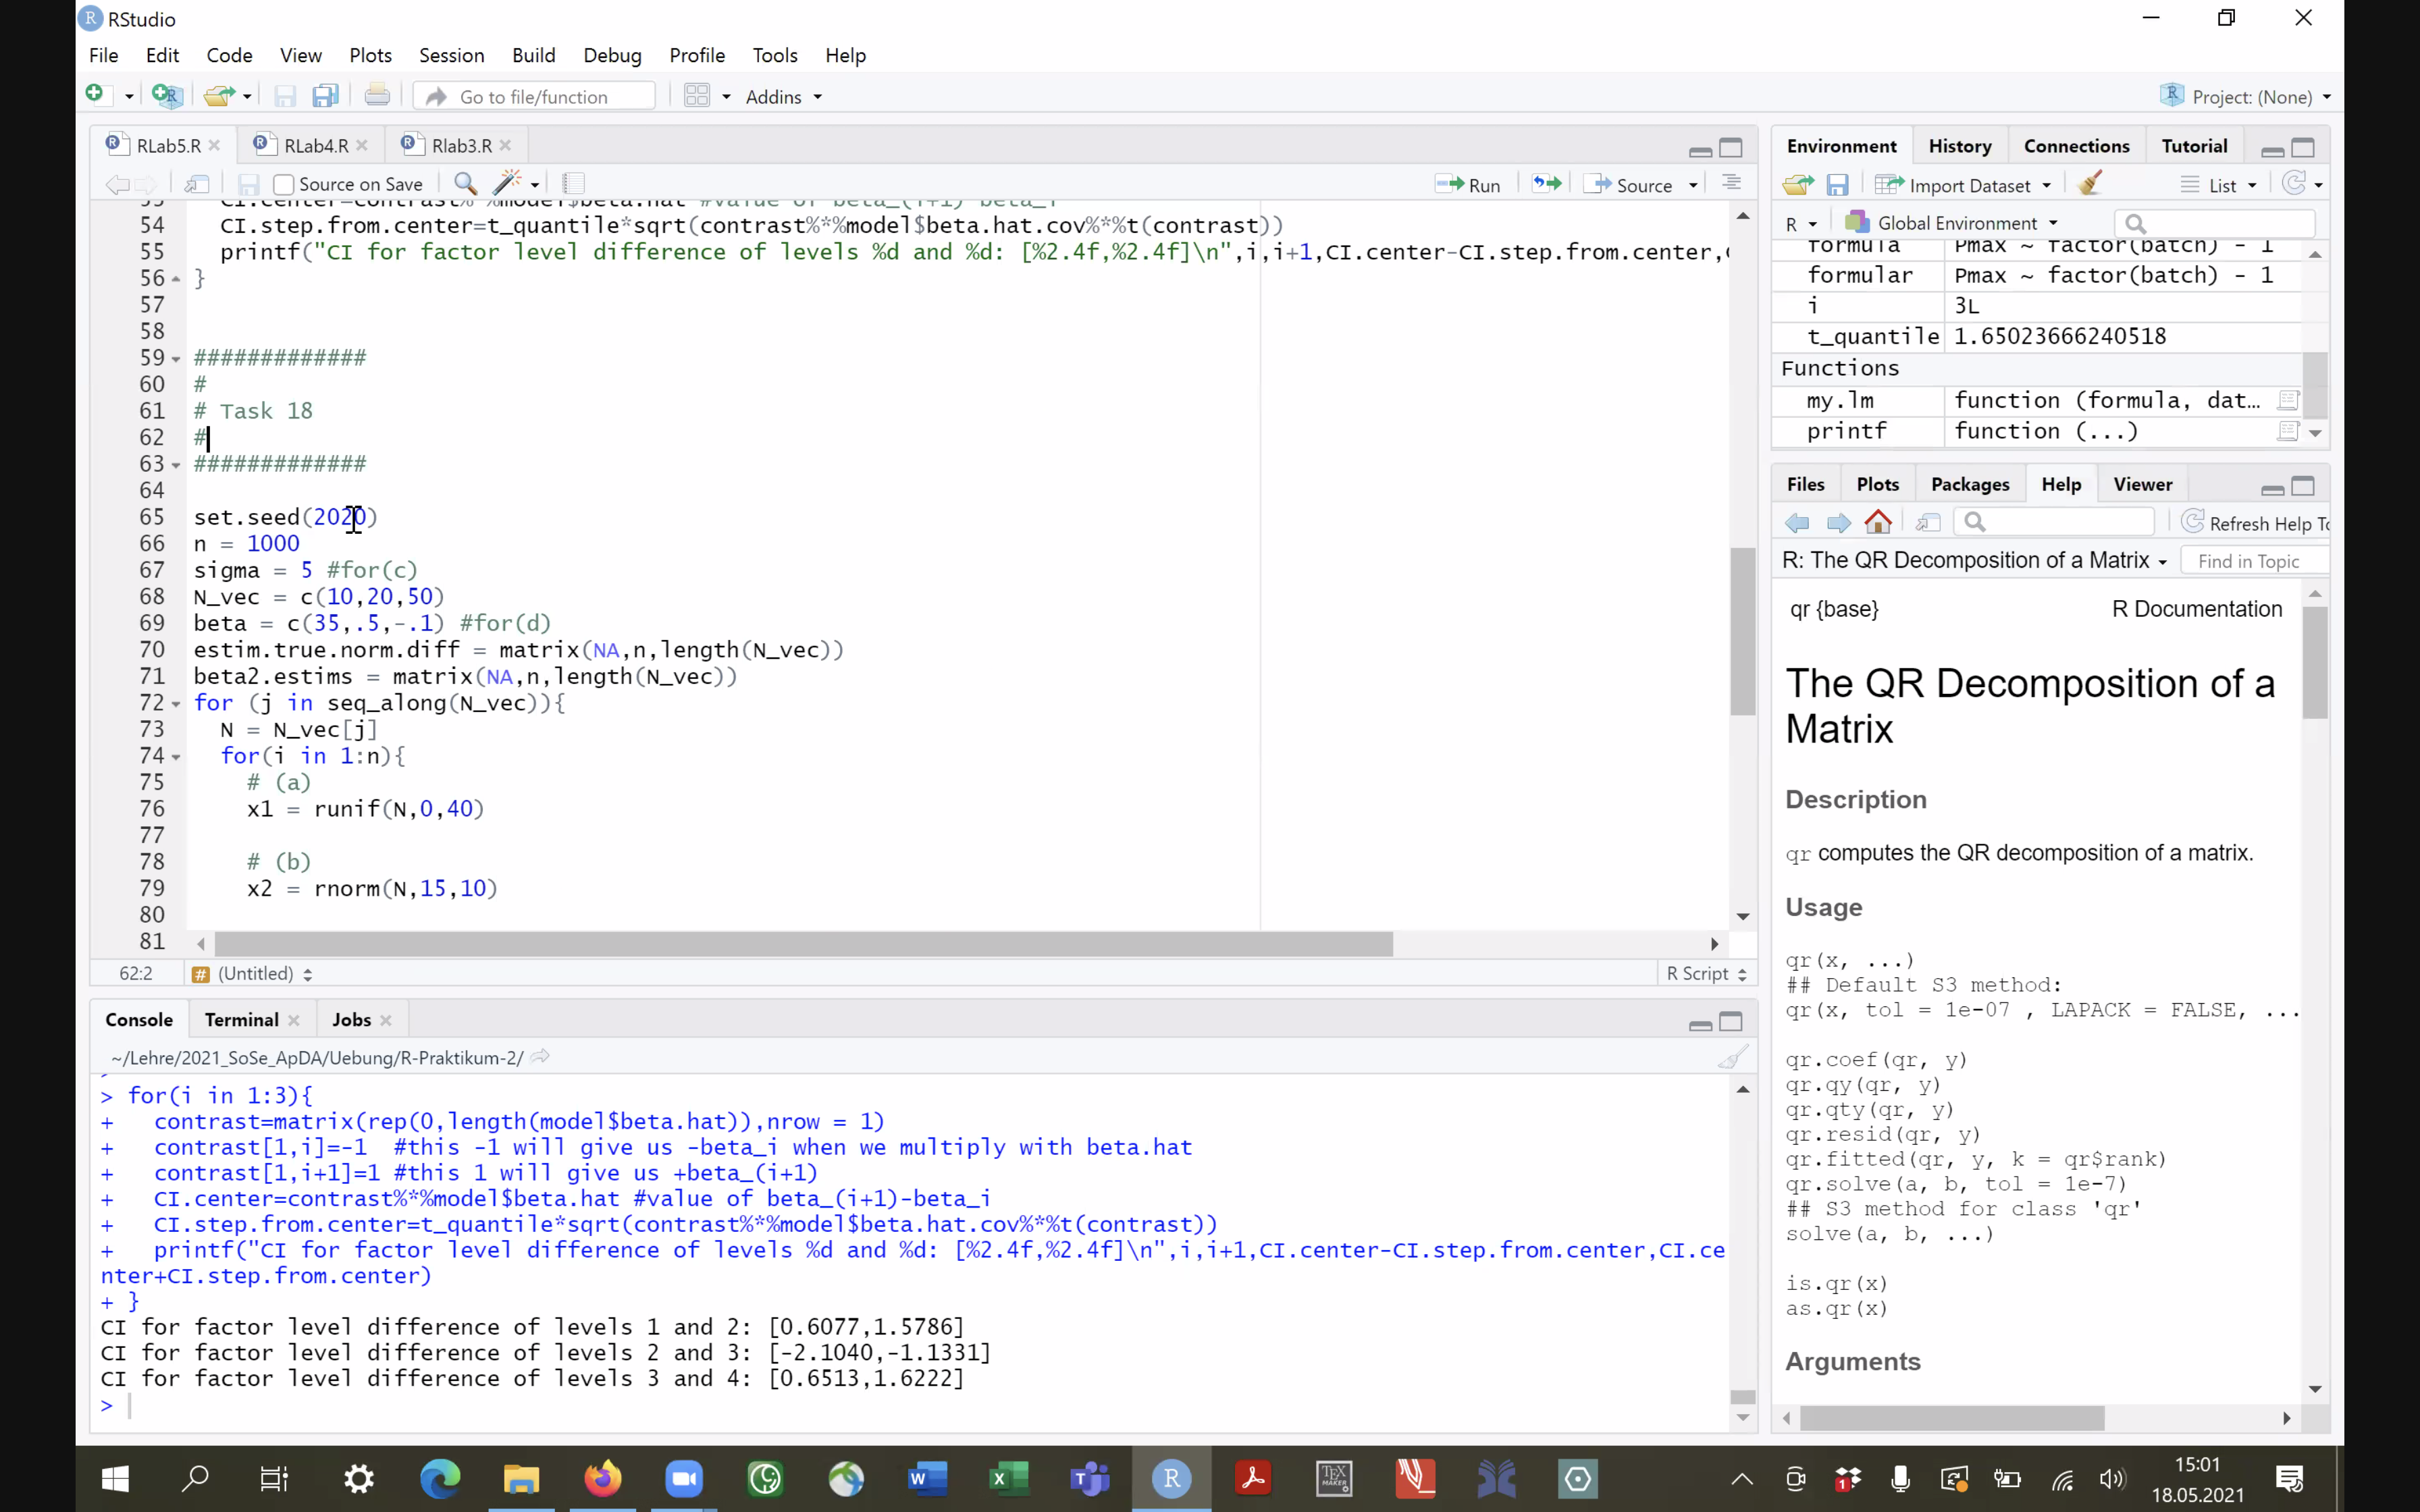 RStudio
File Edit Code View Plots Session Build Debug Profile Tools Help
Go to file/function Addins Project: (None)
RLab5.R RLab4.R Rlab3.R
Source on Save Run Source
54 CI.step.from.center=t_quantile*sqrt(contrast%*%model$beta.hat.cov%*%t(contrast))
55 printf("CI for factor level difference of levels %d and %d: [%2.4f,%2.4f]\n",i,i+1,CI.center-CI.step.from.center,
56 }
57
58
59 #############
60 #
61 # Task 18
62 #
63 #############
64
65 set.seed(2020)
66 n = 1000
67 sigma = 5 #for(c)
68 N_vec = c(10,20,50)
69 beta = c(35,.5,-.1) #for(d)
70 estim.true.norm.diff = matrix(NA,n,length(N_vec))
71 beta2.estims = matrix(NA,n,length(N_vec))
72 for (j in seq_along(N_vec)){
73 N = N_vec[j]
74 for(i in 1:n){
75 # (a)
76 x1 = runif(N,0,40)
77
78 # (b)
79 x2 = rnorm(N,15,10)
80
81
62:2 # (Untitled) R Script
Console Terminal Jobs
~/Lehre/2021_SoSe_ApDA/Uebung/R-Praktikum-2/
> for(i in 1:3){
+ contrast=matrix(rep(0,length(model$beta.hat)),nrow = 1)
+ contrast[1,i]=-1 #this -1 will give us -beta_i when we multiply with beta.hat
+ contrast[1,i+1]=1 #this 1 will give us +beta_(i+1)
+ CI.center=contrast%*%model$beta.hat #value of beta_(i+1)-beta_i
+ CI.step.from.center=t_quantile*sqrt(contrast%*%model$beta.hat.cov%*%t(contrast))
+ printf("CI for factor level difference of levels %d and %d: [%2.4f,%2.4f]\n",i,i+1,CI.center-CI.step.from.center,CI.ce
nter+CI.step.from.center)
+ }
CI for factor level difference of levels 1 and 2: [0.6077,1.5786]
CI for factor level difference of levels 2 and 3: [-2.1040,-1.1331]
CI for factor level difference of levels 3 and 4: [0.6513,1.6222]
>
Environment History Connections Tutorial
Import Dataset List
R Global Environment
formula Pmax ~ factor(batch) - 1
formular Pmax ~ factor(batch) - 1
i 3L
t_quantile 1.65023666240518
Functions
my.lm function (formula, dat…
printf function (...)
Files Plots Packages Help Viewer
Refresh Help
R: The QR Decomposition of a Matrix Find in Topic
qr {base} R Documentation
The QR Decomposition of a
Matrix
Description
qr computes the QR decomposition of a matrix.
Usage
qr(x, ...)
## Default S3 method:
qr(x, tol = 1e-07 , LAPACK = FALSE, ...
qr.coef(qr, y)
qr.qy(qr, y)
qr.qty(qr, y)
qr.resid(qr, y)
qr.fitted(qr, y, k = qr$rank)
qr.solve(a, b, tol = 1e-7)
## S3 method for class 'qr'
solve(a, b, ...)
is.qr(x)
as.qr(x)
Arguments
15:01
18.05.2021